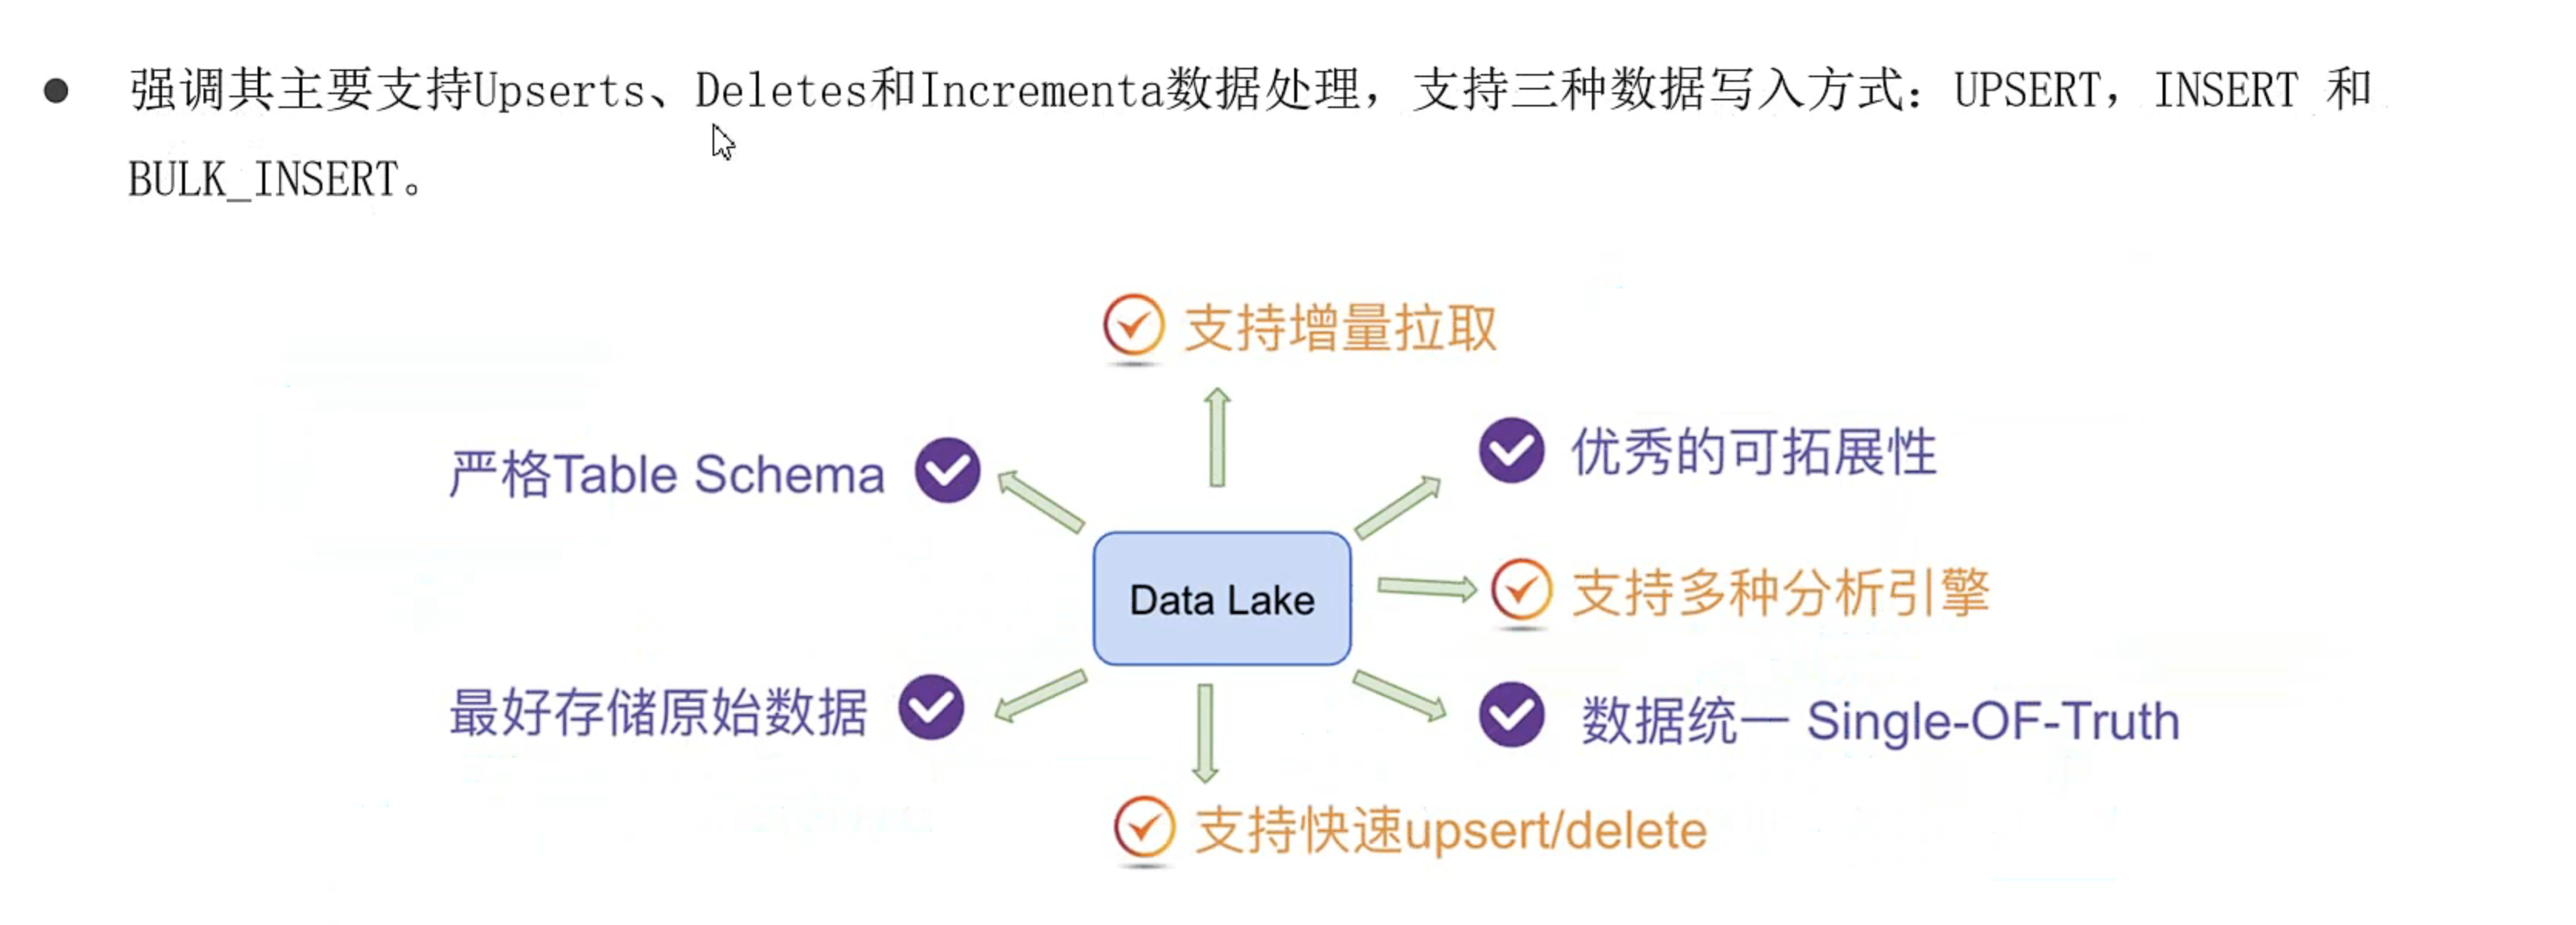 强调其主要支持Upserts、Deletes和Incrementa数据处理，支持三种数据写入方式：UPSERT，INSERT 和
BULK_INSERT。
支持增量拉取
优秀的可拓展性
严格Table Schema
支持多种分析引擎
Data Lake
最好存储原始数据
数据统一 Single-OF-Truth
支持快速upsert/delete